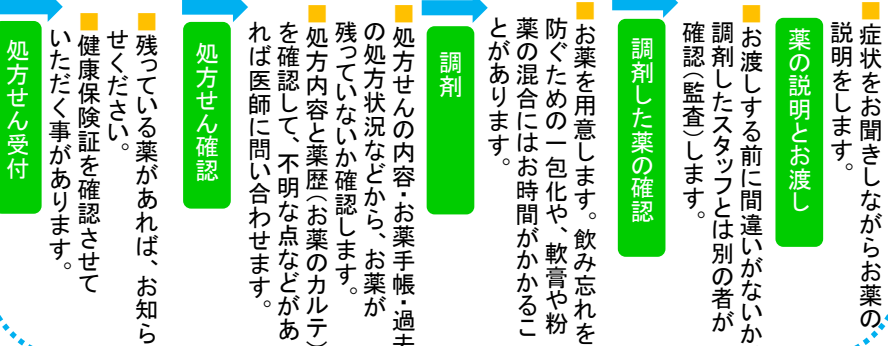 処方せん受付
■残っている薬があれば、お知ら
せください。
■健康保険証を確認させて
いただく事があります。
処方せん確認
■処方せんの内容・お薬手帳・過去
の処方状況などから、お薬が
残っていないか確認します。
■処方内容と薬歴(お薬のカルテ)
を確認して、不明な点などがあ
れば医師に問い合わせます。
調剤
■お薬を用意します。飲み忘れを
防ぐための一包化や、軟膏や粉
薬の混合にはお時間がかかるこ
とがあります。
調剤した薬の確認
■お渡しする前に間違いがないか
調剤したスタッフとは別の者が
確認(監査)します。
薬の説明とお渡し
■症状をお聞きしながらお薬の
説明をします。